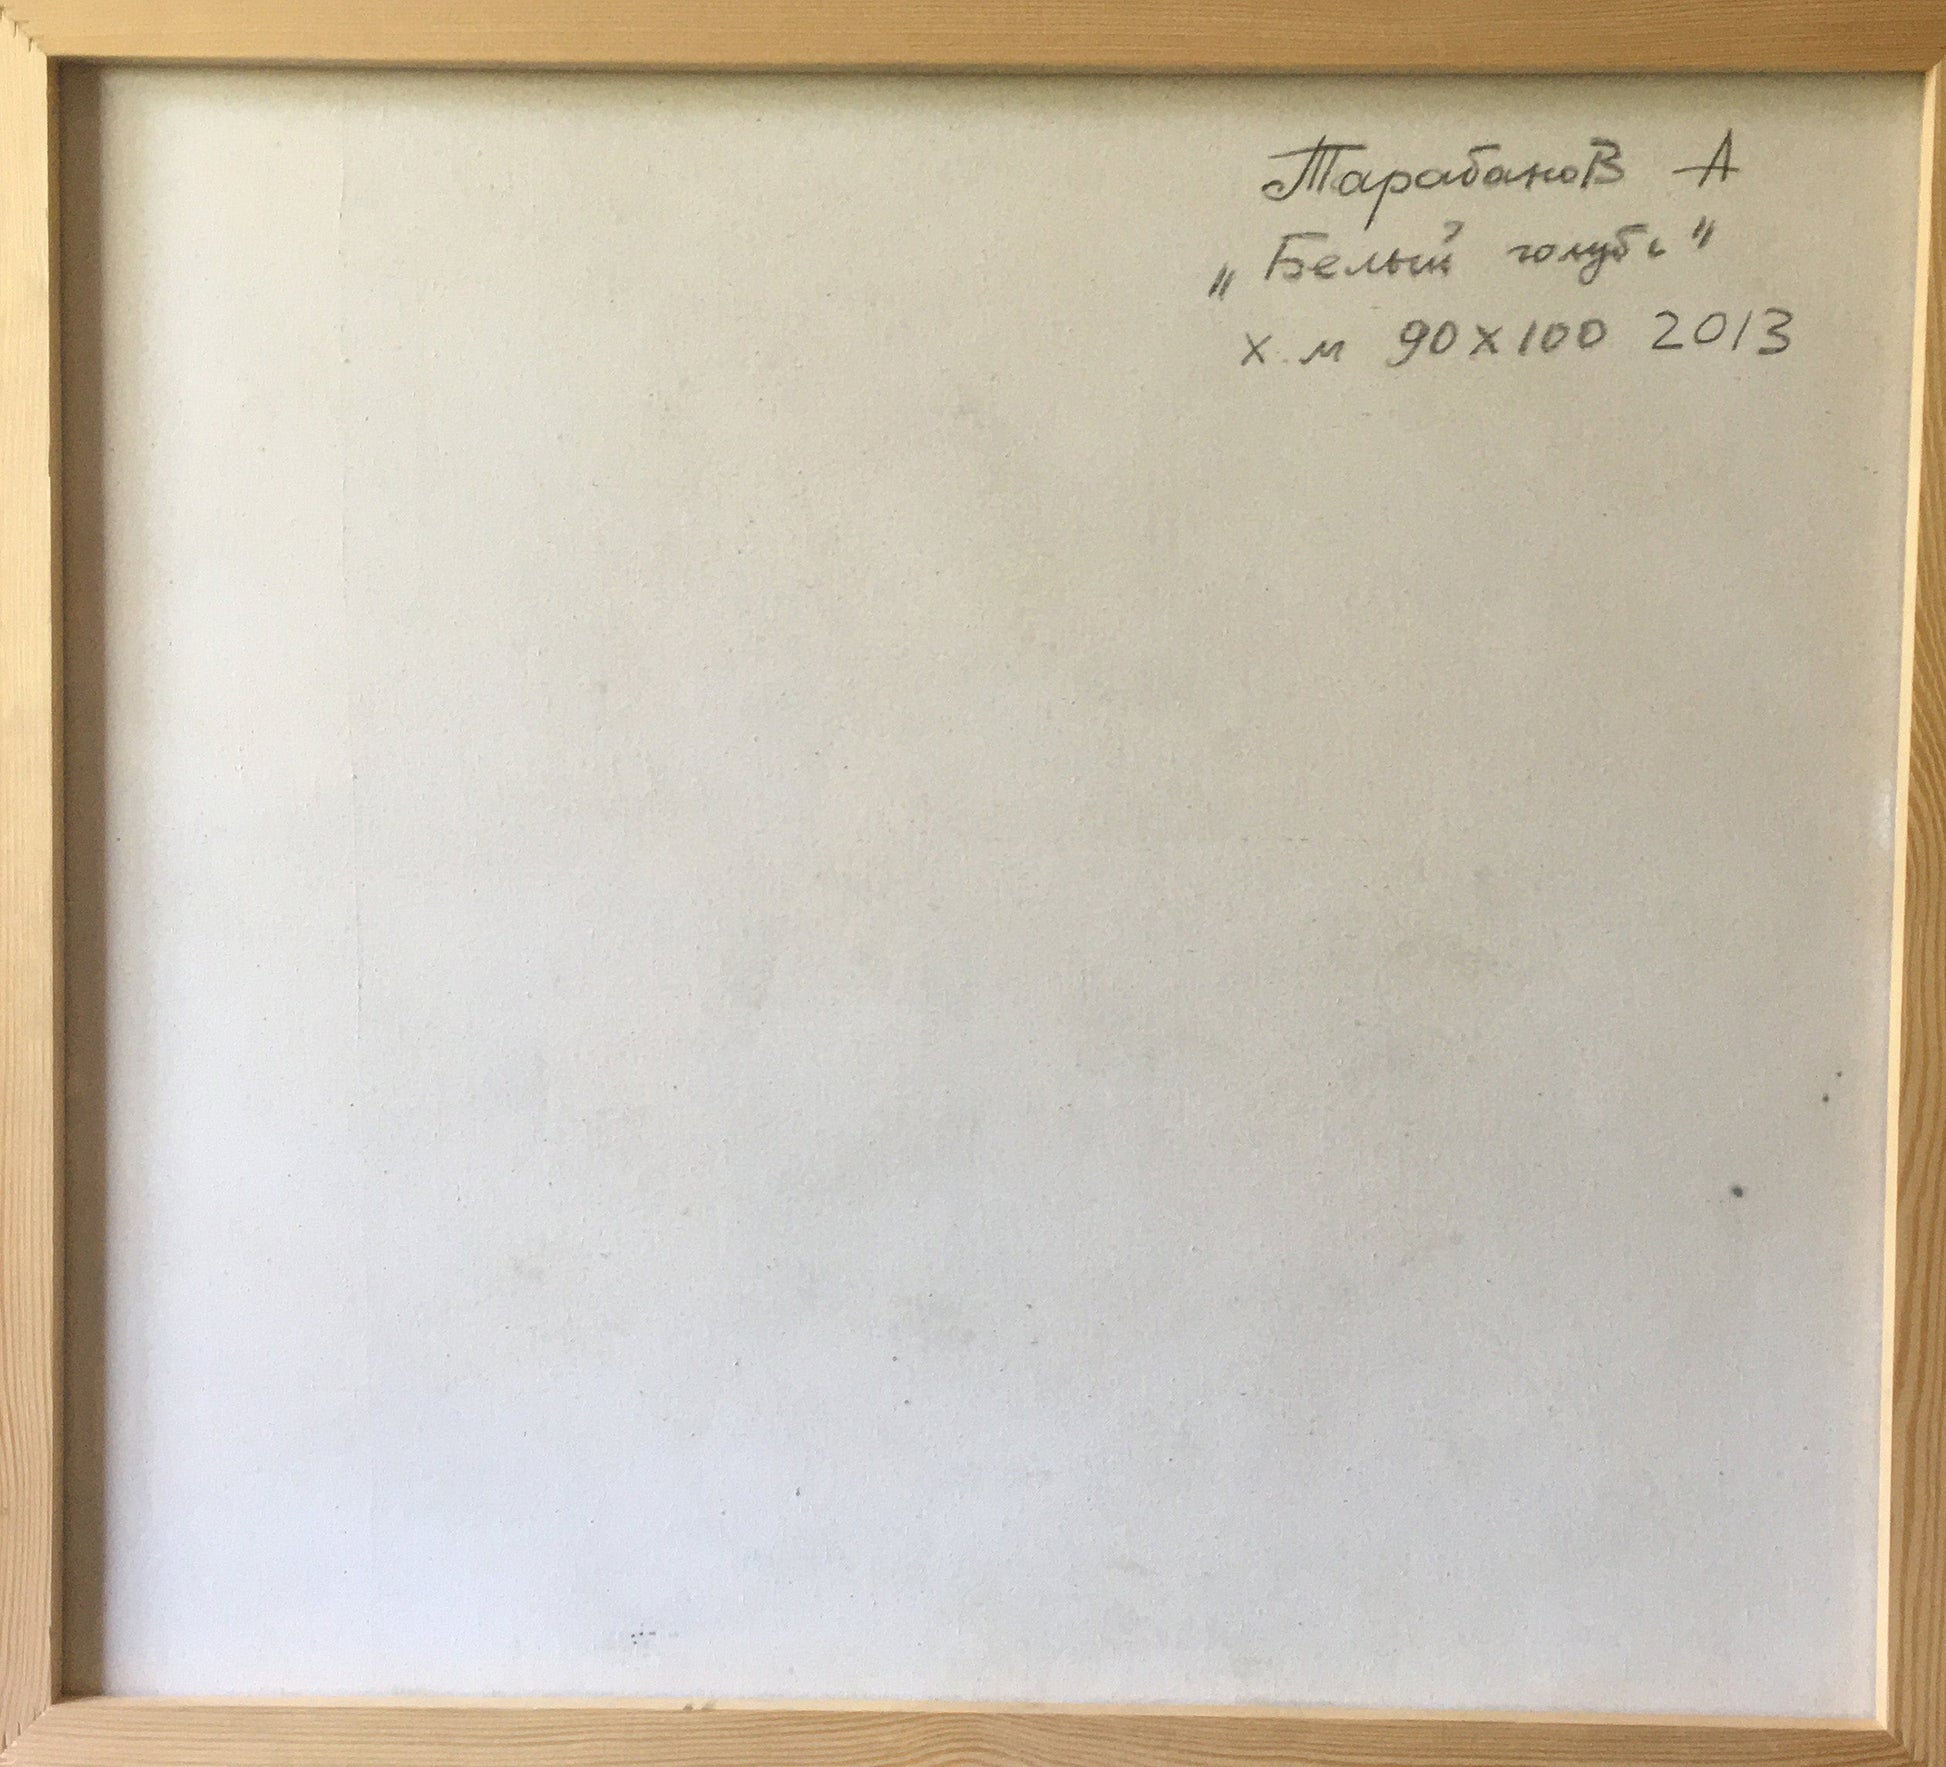 Тарабанов А
„Белый голубь"
х.м 90х100 2013